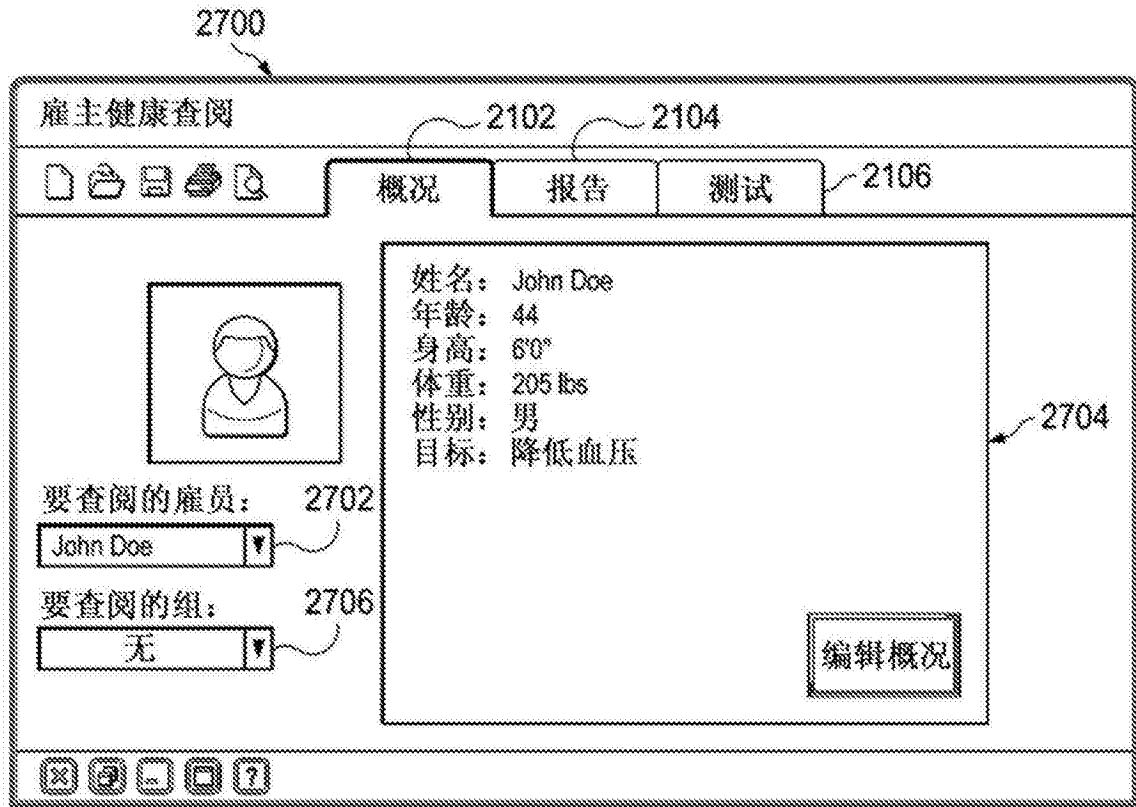 2700
雇主健康查阅
2102
2104
概况
报告
测试
2106
姓名： John Doe
年龄： 44
身高： 6'0"
体重： 205 lbs
性别： 男
目标： 降低血压
2704
要查阅的雇员：
2702
John Doe
要查阅的组：
2706
无
编辑概况
?